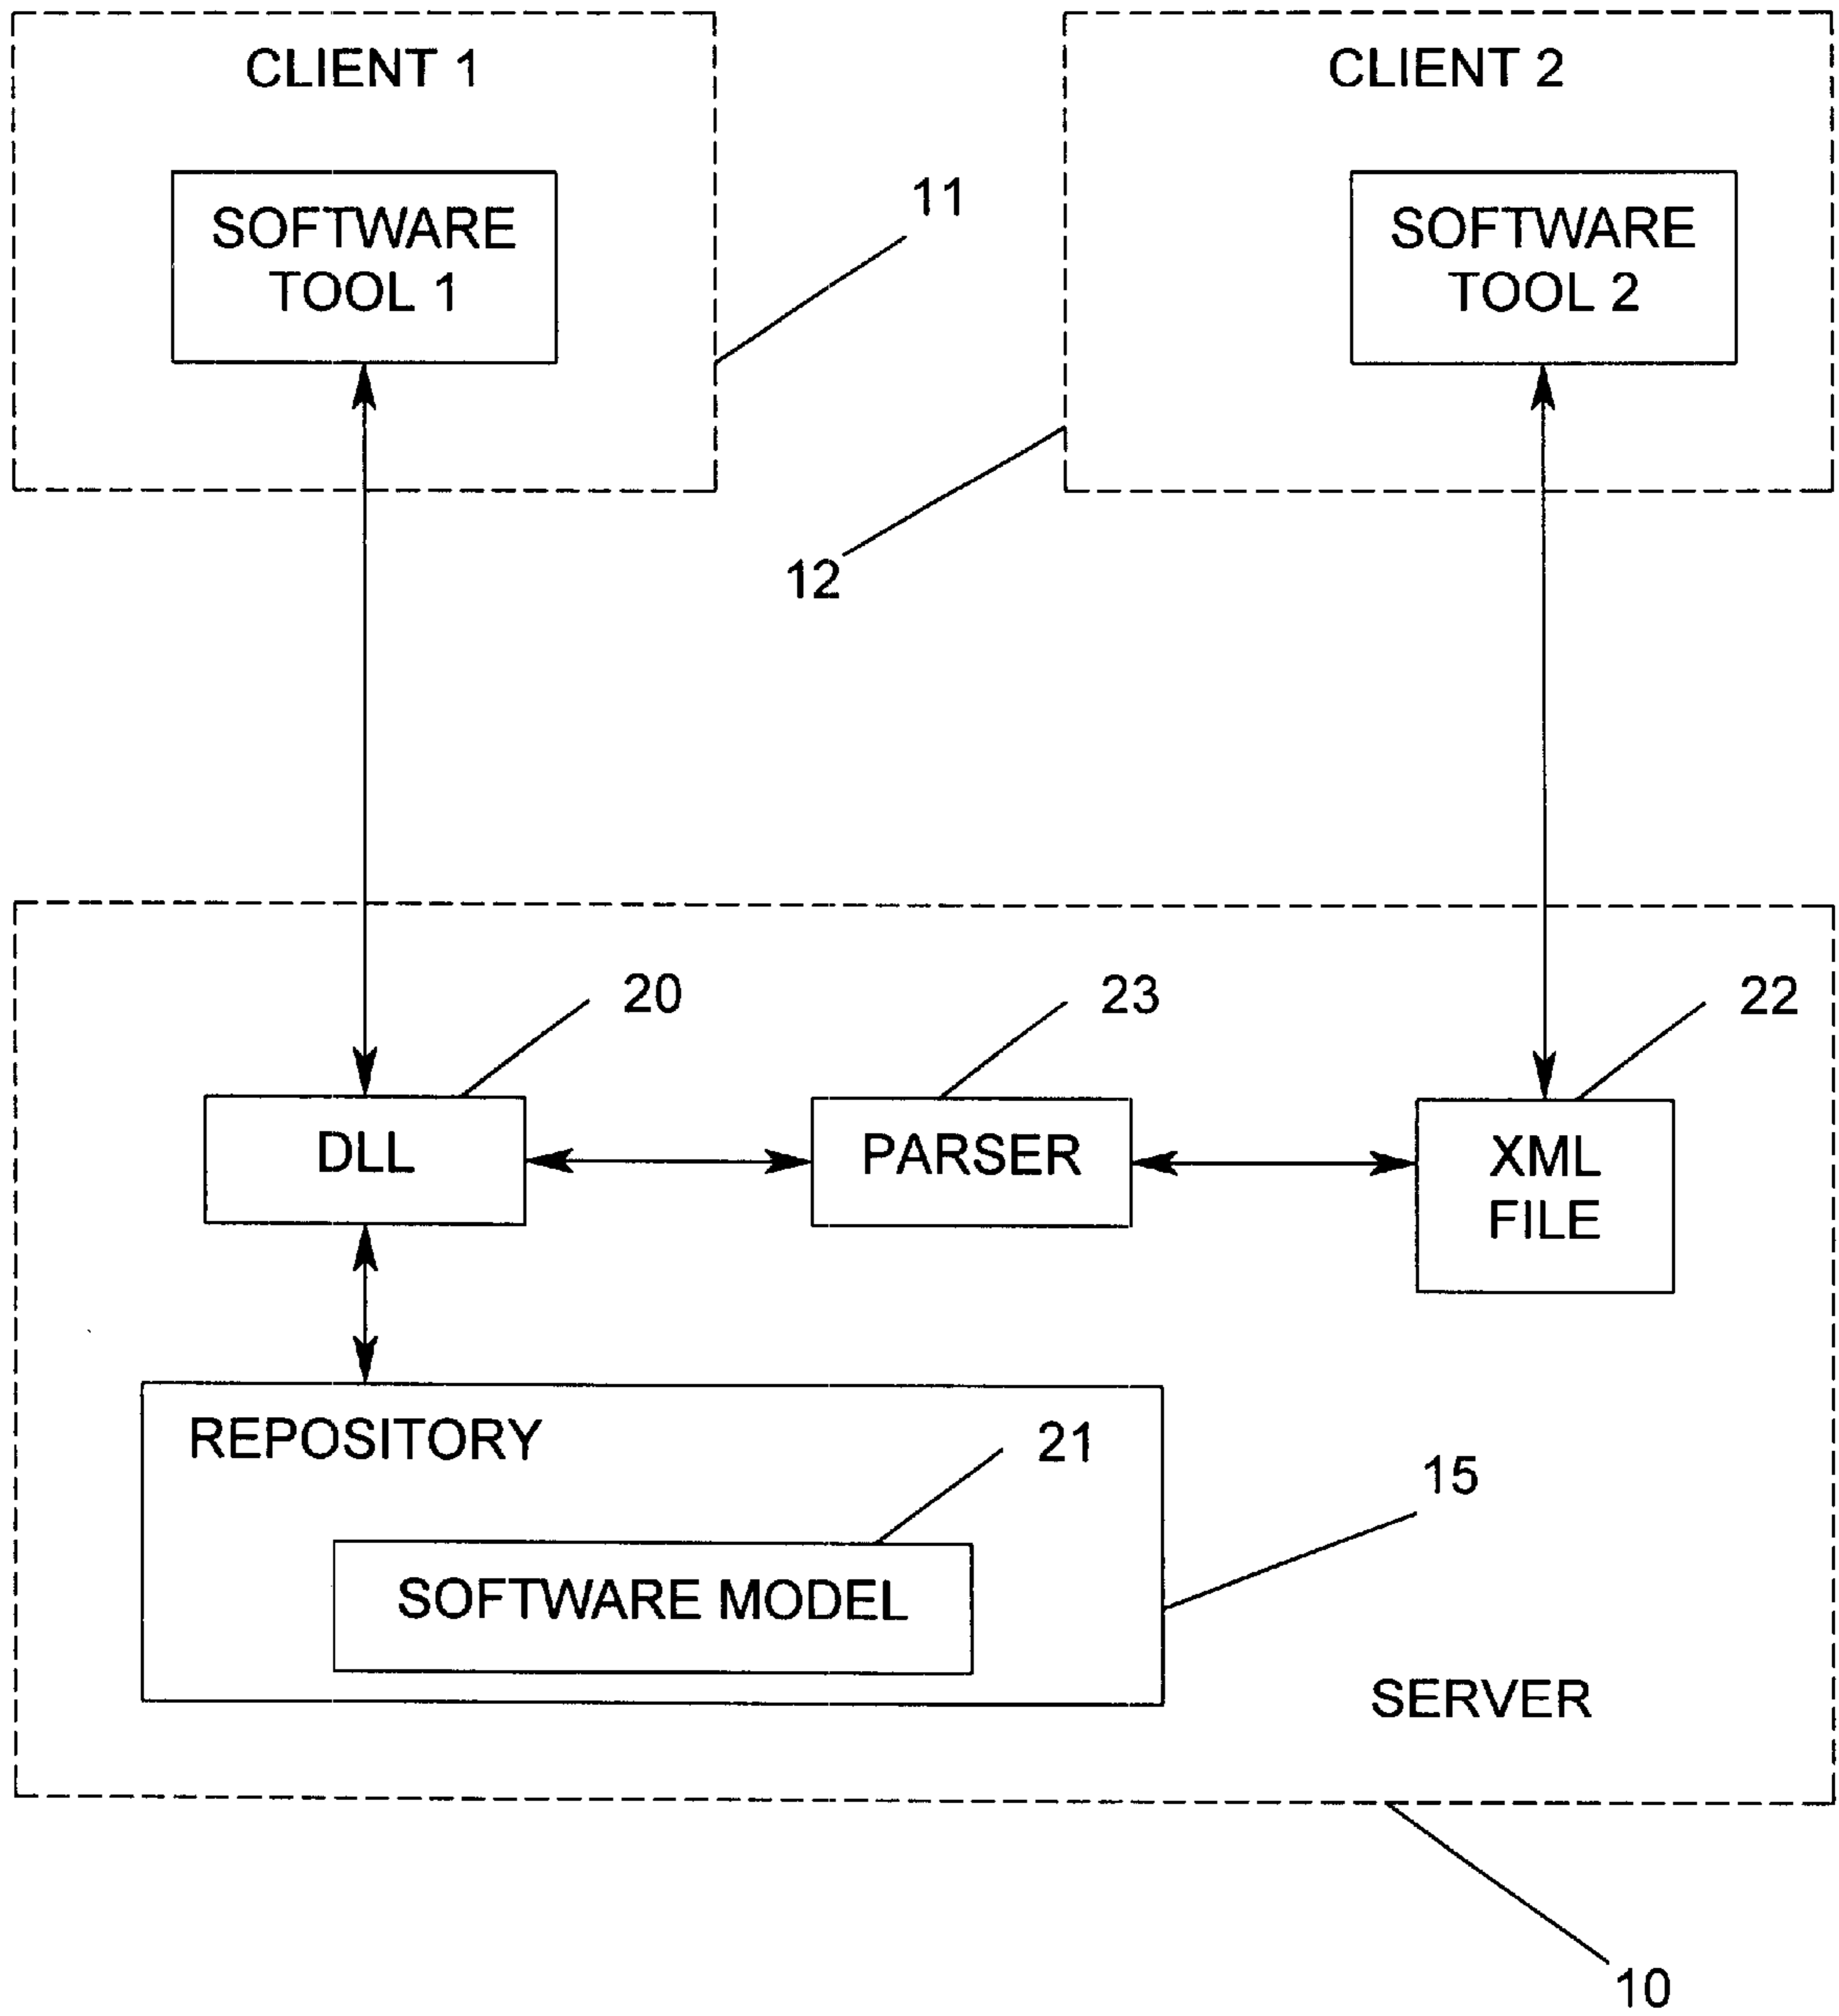 CLIENT 1
CLIENT 2
SOFTWARE
TOOL 1
SOFTWARE
TOOL 2
11
12
20
23
22
DLL
PARSER
XML
FILE
REPOSITORY
21
15
SOFTWARE MODEL
SERVER
10